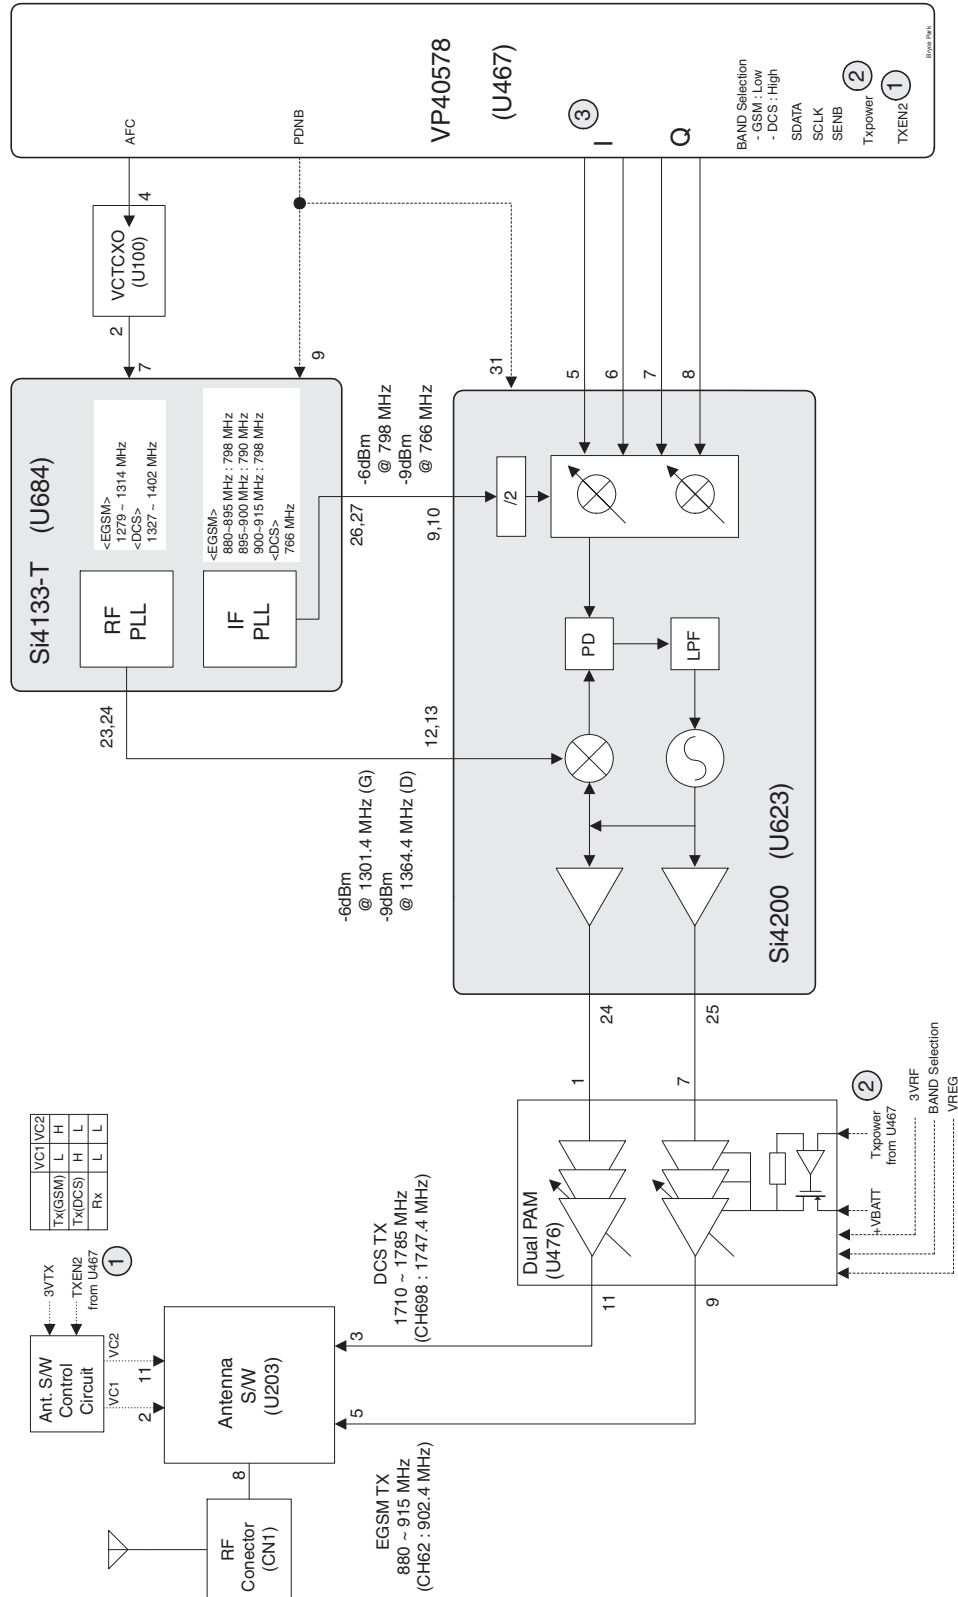 RF
Conector
(CN1)
8
Ant. S/W
Control
Circuit
3VTX
TXEN2
from U467
1
VC1
VC2
2
11
VC1
VC2
Tx(GSM)
L
H
Tx(DCS)
H
L
Rx
L
L
Antenna
S/W
(U203)
3
5
EGSM TX
880 ~ 915 MHz
(CH62 : 902.4 MHz)
DCS TX
1710 ~ 1785 MHz
(CH698 : 1747.4 MHz)
Dual PAM
(U476)
11
9
1
7
+VBATT
Txpower
from U467
2
3VRF
BAND Selection
VREG
24
25
Si4200 (U623)
PD
LPF
/2
12,13
9,10
31
5
6
7
8
-6dBm
@ 1301.4 MHz (G)
-9dBm
@ 1364.4 MHz (D)
-6dBm
@ 798 MHz
-9dBm
@ 766 MHz
23,24
26,27
Si4133-T (U684)
RF
PLL
IF
PLL
<EGSM>
1279 ~ 1314 MHz
<DCS>
1327 ~ 1402 MHz
<EGSM>
880~895 MHz : 798 MHz
895~900 MHz : 790 MHz
900~915 MHz : 798 MHz
<DCS>
766 MHz
7
9
2
VCTCXO
(U100)
4
AFC
PDNB
VP40578
(U467)
3
I
Q
BAND Selection
- GSM : Low
- DCS : High
SDATA
SCLK
SENB
Txpower
2
TXEN2
1
Bryce Park